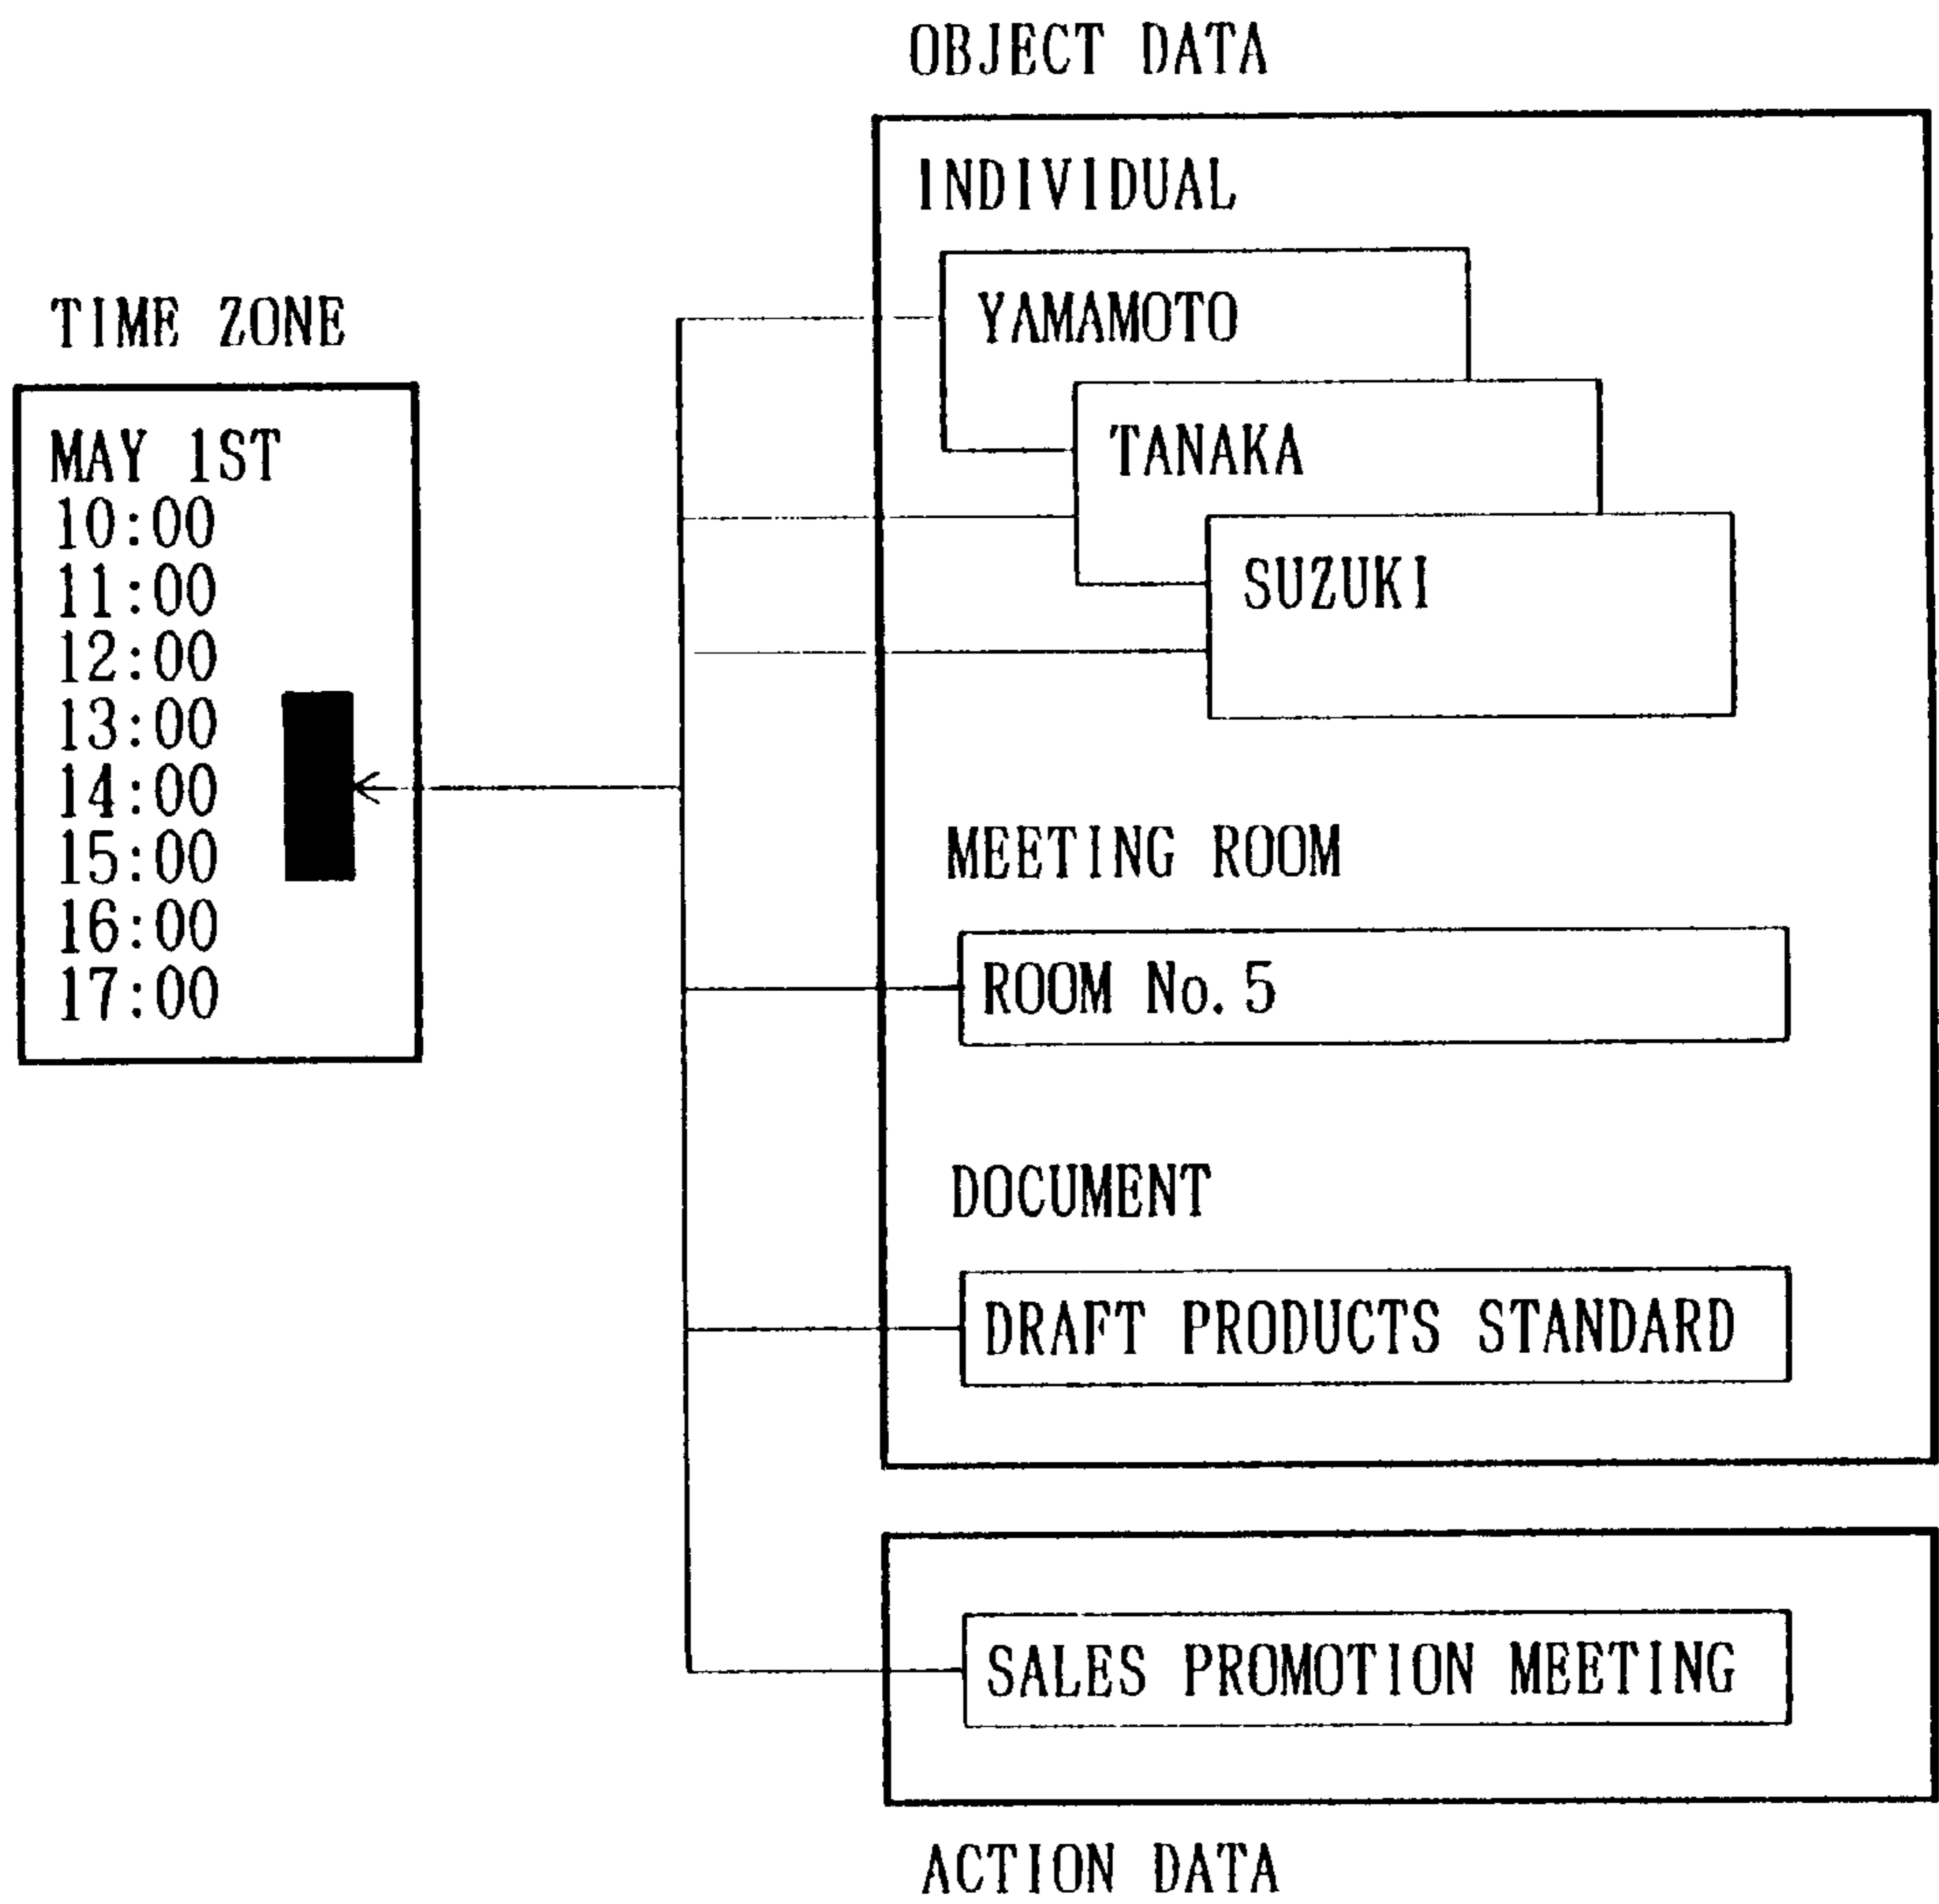 OBJECT DATA
INDIVIDUAL
YAMAMOTO
TANAKA
SUZUKI
MEETING ROOM
ROOM No. 5
DOCUMENT
DRAFT PRODUCTS STANDARD
TIME ZONE
MAY 1ST
10:00
11:00
12:00
13:00
14:00
15:00
16:00
17:00
SALES PROMOTION MEETING
ACTION DATA